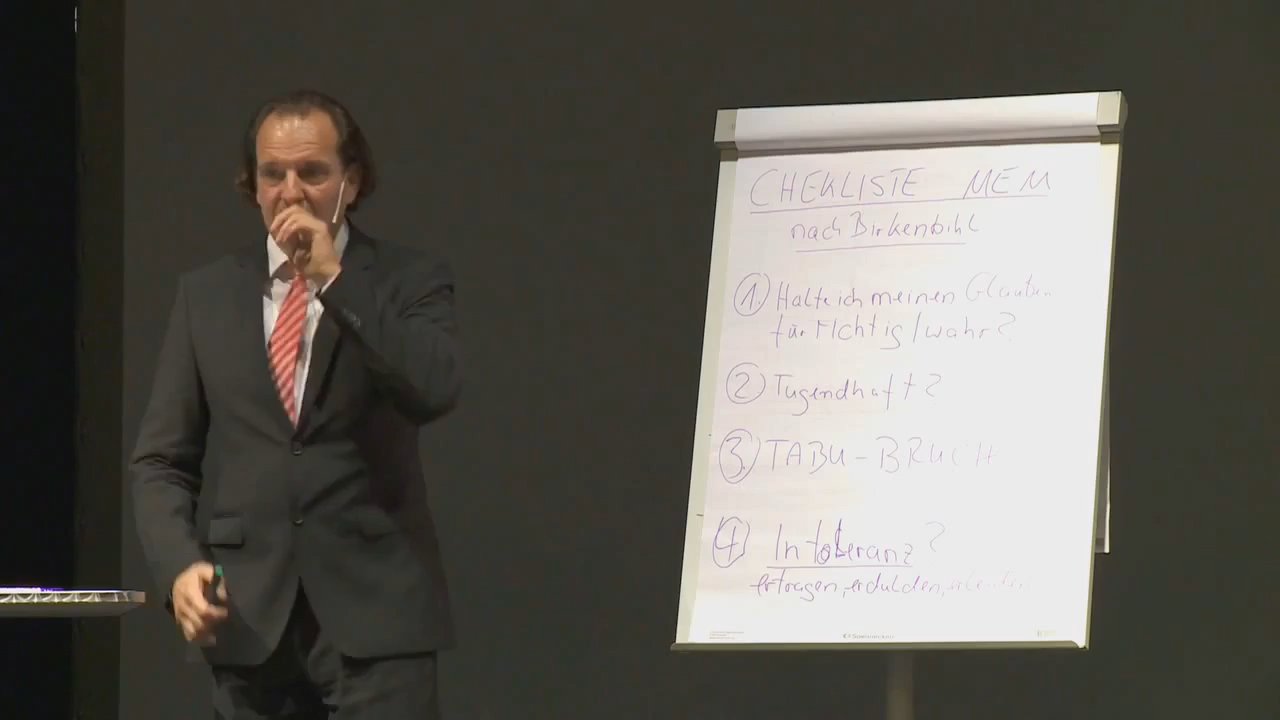 CHEKLISTE MEM
nach Birkenbihl
1. Halte ich meinen Glauben
für richtig/wahr?
2 Tugendhaft?
3. TABU-BRUCH
4 Intoleranz?
ertragen, erdulden,